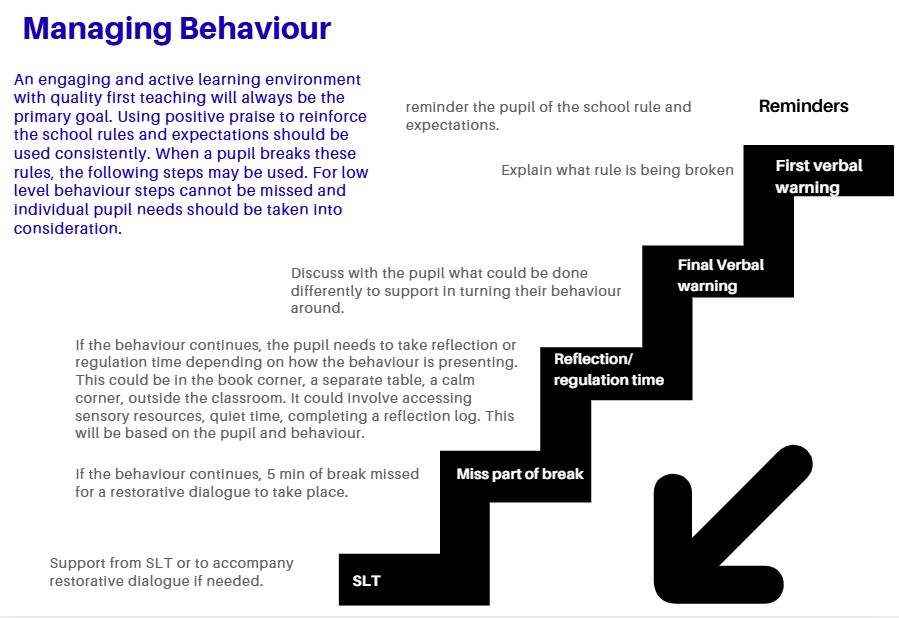 Managing Behaviour
An engaging and active learning environment
with quality first teaching will always be the
primary goal. Using positive praise to reinforce
the school rules and expectations should be
used consistently. When a pupil breaks these
rules, the following steps may be used. For low
level behaviour steps cannot be missed and
individual pupil needs should be taken into
consideration.
Reminders
reminder the pupil of the school rule and
expectations.
First verbal
warning
Explain what rule is being broken
Final Verbal
warning
Discuss with the pupil what could be done
differently to support in turning their behaviour
around.
Reflection/
regulation time
If the behaviour continues, the pupil needs to take reflection or
regulation time depending on how the behaviour is presenting.
This could be in the book corner, a separate table, a calm
corner, outside the classroom. It could involve accessing
sensory resources, quiet time, completing a reflection log. This
will be based on the pupil and behaviour.
Miss part of break
If the behaviour continues, 5 min of break missed
for a restorative dialogue to take place.
SLT
Support from SLT or to accompany
restorative dialogue if needed.